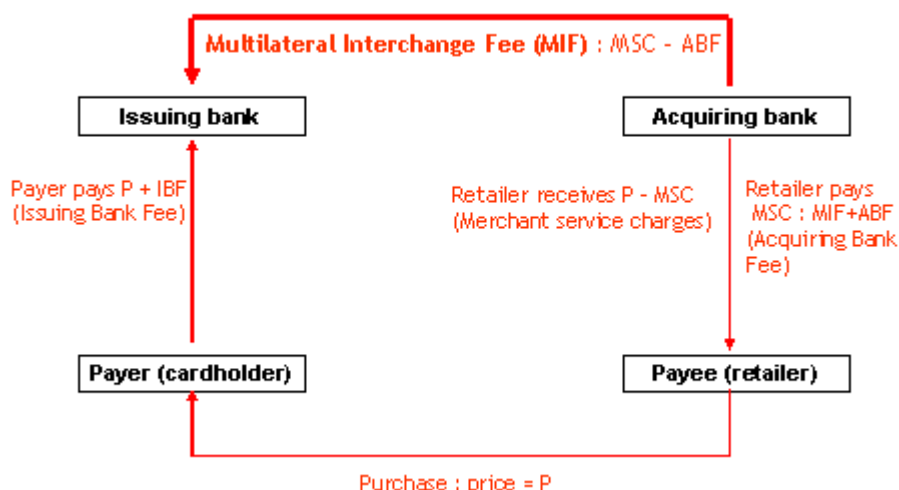 Multilateral Interchange Fee (MIF) : MSC - ABF
Issuing bank
Acquiring bank
Payer pays P + IBF
(Issuing Bank Fee)
Retailer receives P - MSC
(Merchant service charges)
Retailer pays
MSC : MIF+ABF
(Acquiring Bank
Fee)
Payer (cardholder)
Payee (retailer)
Purchase : price = P